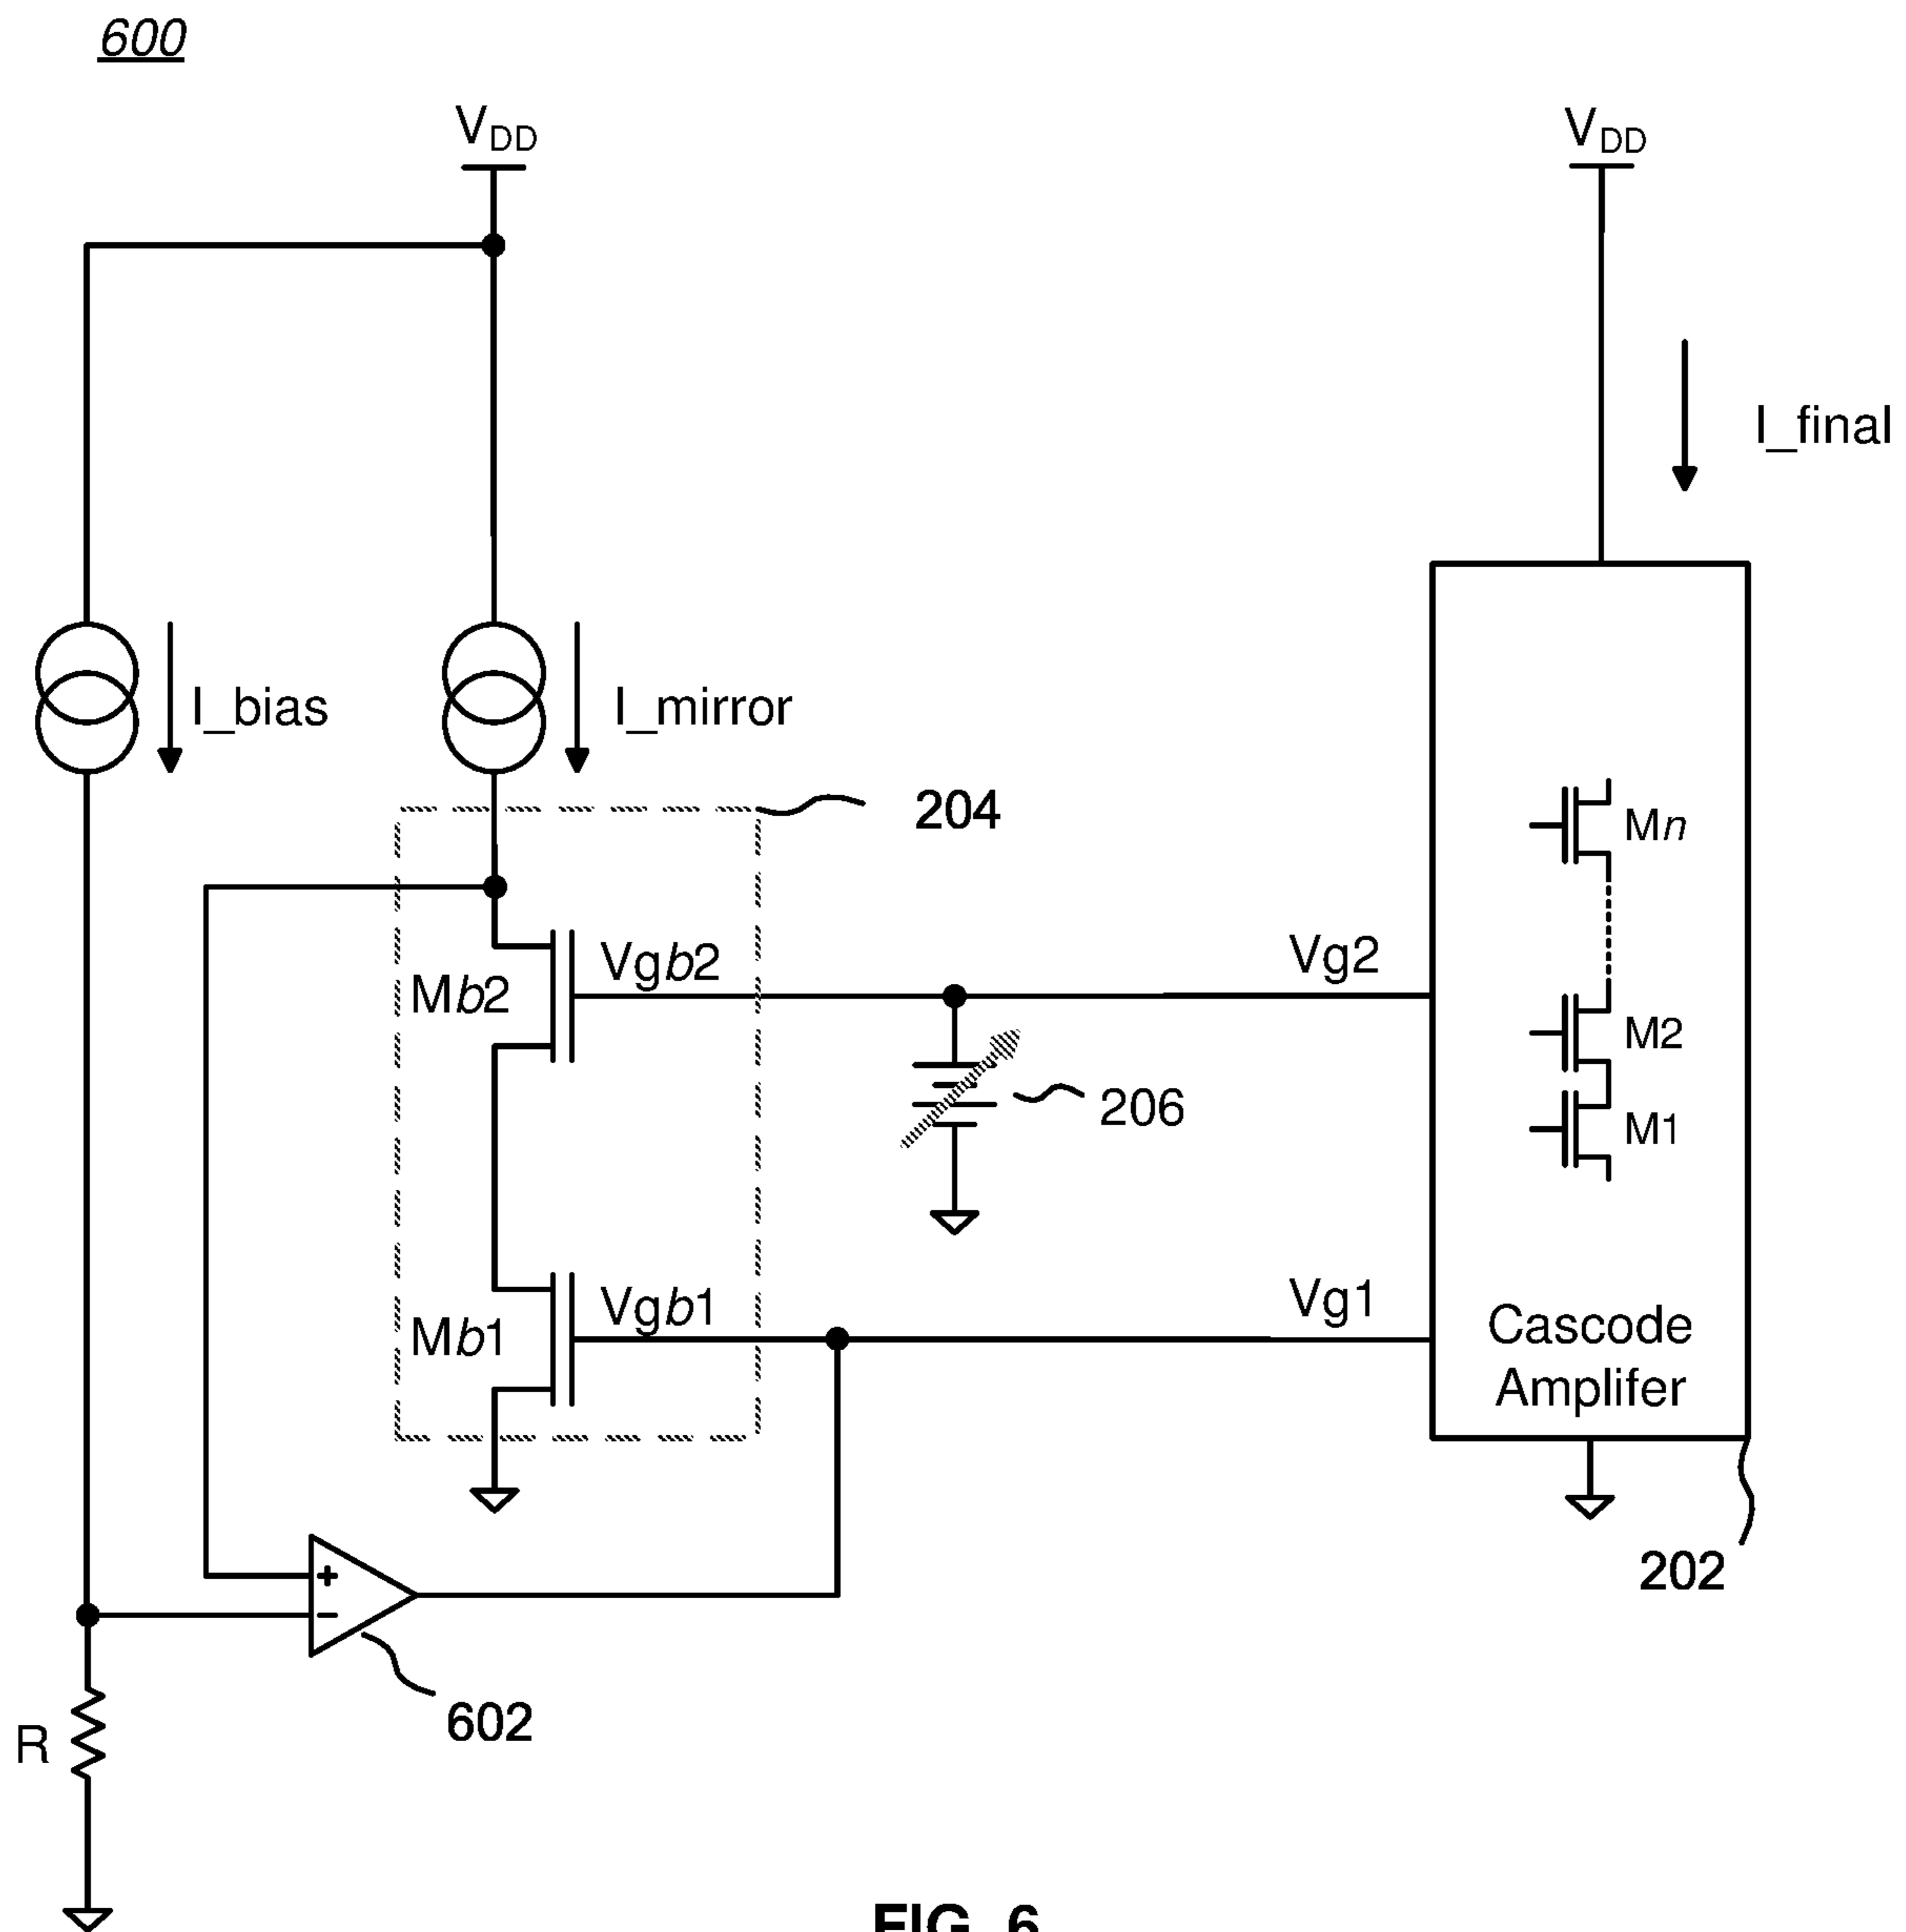 600
VDD
VDD
I_final
I_bias
I_mirror
204
Mn
Vgb2
Vg2
Mb2
M2
206
M1
Vgb1
Vg1
Mb1
Cascode
Amplifer
+
−
202
602
R
FIG. 6